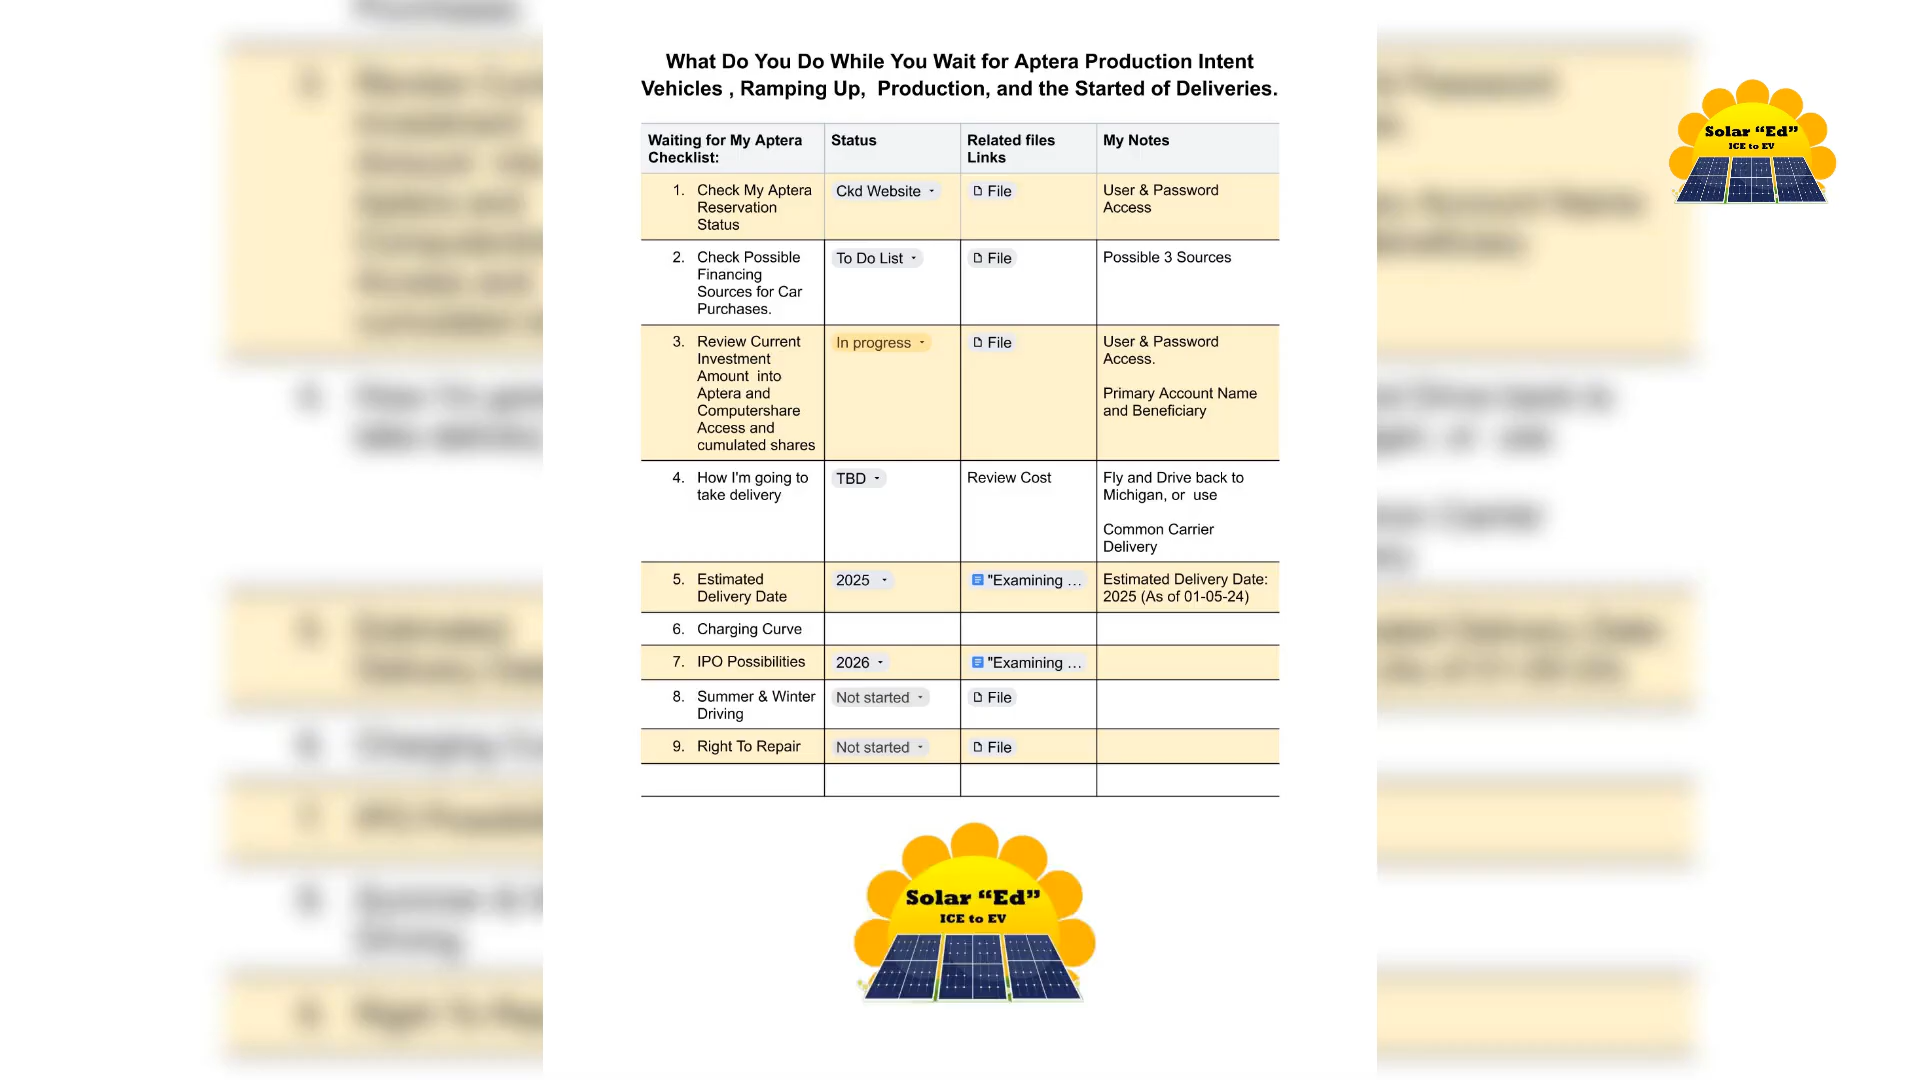 What Do You Do While You Wait for Aptera Production Intent
Vehicles , Ramping Up,  Production, and the Started of Deliveries.
Waiting for My Aptera
Checklist:
Status
Related files
Links
My Notes
1. Check My Aptera
Reservation
Status
Ckd Website
File
User & Password
Access
2. Check Possible
Financing
Sources for Car
Purchases.
To Do List
File
Possible 3 Sources
3. Review Current
Investment
Amount  into
Aptera and
Computershare
Access and
cumulated shares
In progress
File
User & Password
Access.
Primary Account Name
and Beneficiary
4. How I'm going to
take delivery
TBD
Review Cost
Fly and Drive back to
Michigan, or  use
Common Carrier
Delivery
5. Estimated
Delivery Date
2025
"Examining ...
Estimated Delivery Date:
2025 (As of 01-05-24)
6. Charging Curve
7. IPO Possibilities
2026
"Examining ...
8. Summer & Winter
Driving
Not started
File
9. Right To Repair
Not started
File
Solar “Ed”
ICE to EV
Solar “Ed”
ICE to EV